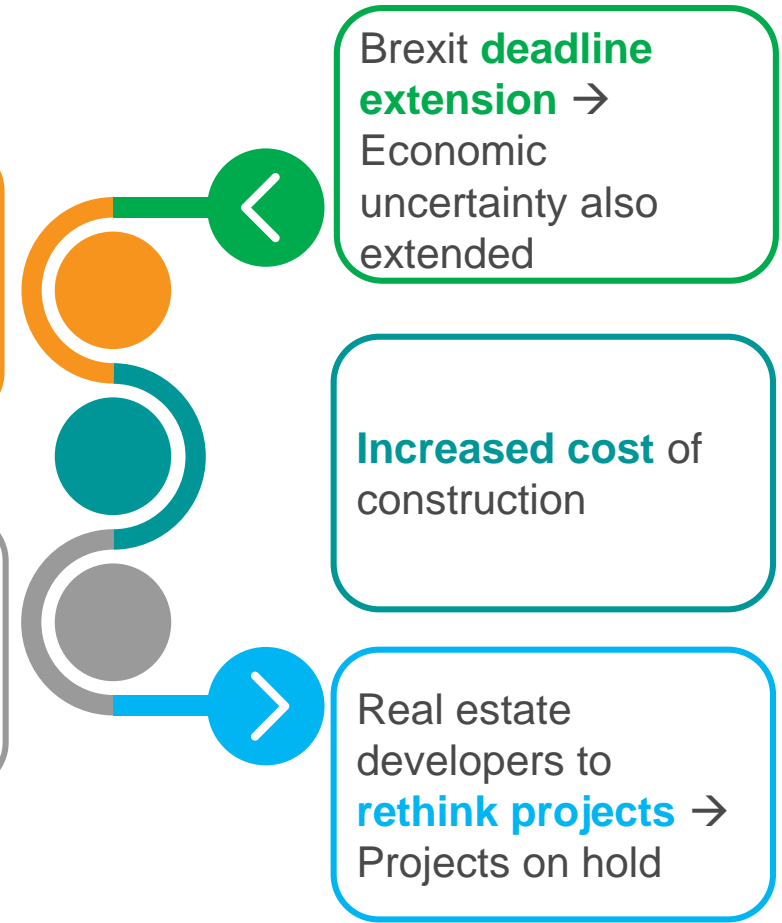 Brexit deadline
extension →
Economic
uncertainty also
extended
Increased cost of
construction
Real estate
developers to
rethink projects →
Projects on hold